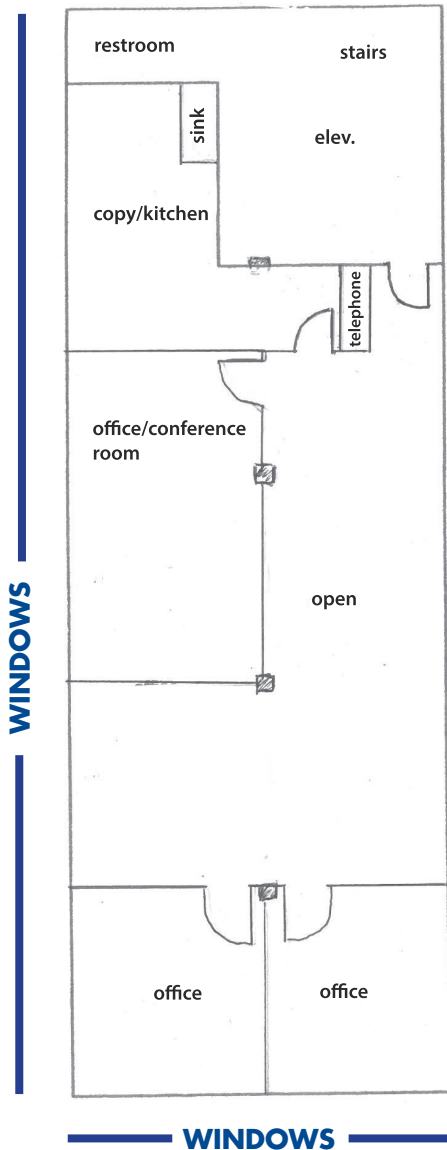 restroom
stairs
sink
elev.
copy/kitchen
telephone
office/conference
room
open
WINDOWS
office
office
WINDOWS